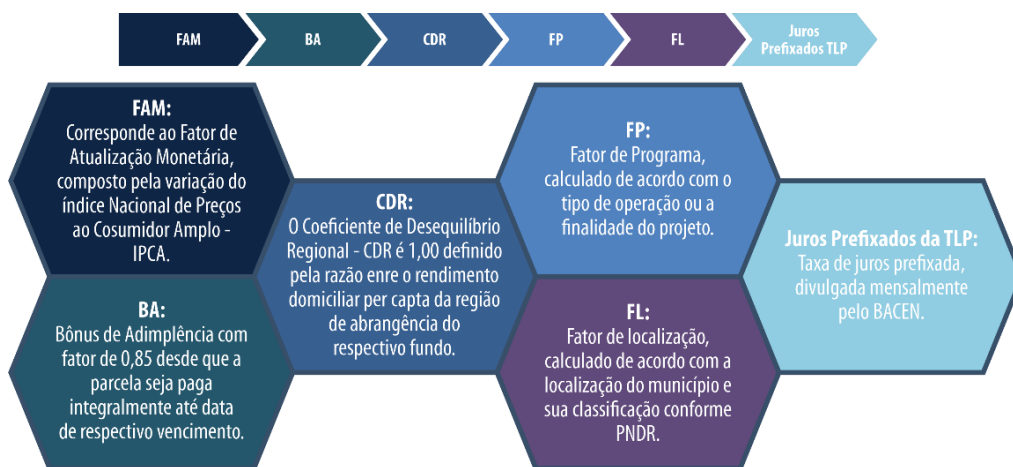 FAM
BA
CDR
FP
FL
Juros
Prefixados TLP
FAM:
Corresponde ao Fator de
Atualização Monetária,
composto pela variação do
índice Nacional de Preços
ao Cosumidor Amplo -
IPCA.
BA:
Bônus de Adimplência com
fator de 0,85 desde que a
parcela seja paga
integralmente até data
de respectivo vencimento.
CDR:
O Coeficiente de Desequilíbrio
Regional - CDR é 1,00 definido
pela razão enre o rendimento
domiciliar per capta da região
de abrangência do
respectivo fundo.
FP:
Fator de Programa,
calculado de acordo com o
tipo de operação ou a
finalidade do projeto.
FL:
Fator de localização,
calculado de acordo com a
localização do município e
sua classificação conforme
PNDR.
Juros Prefixados da TLP:
Taxa de juros prefixada,
divulgada mensalmente
pelo BACEN.